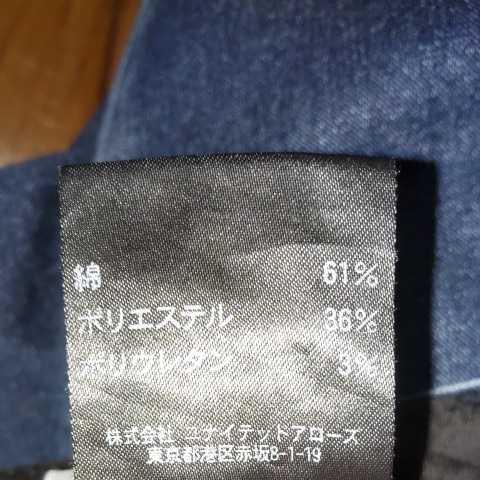 綿 61%
ポリエステル 36%
ポリウレタン 3%
株式会社 ユナイテッドアローズ
東京都港区赤坂8-1-19